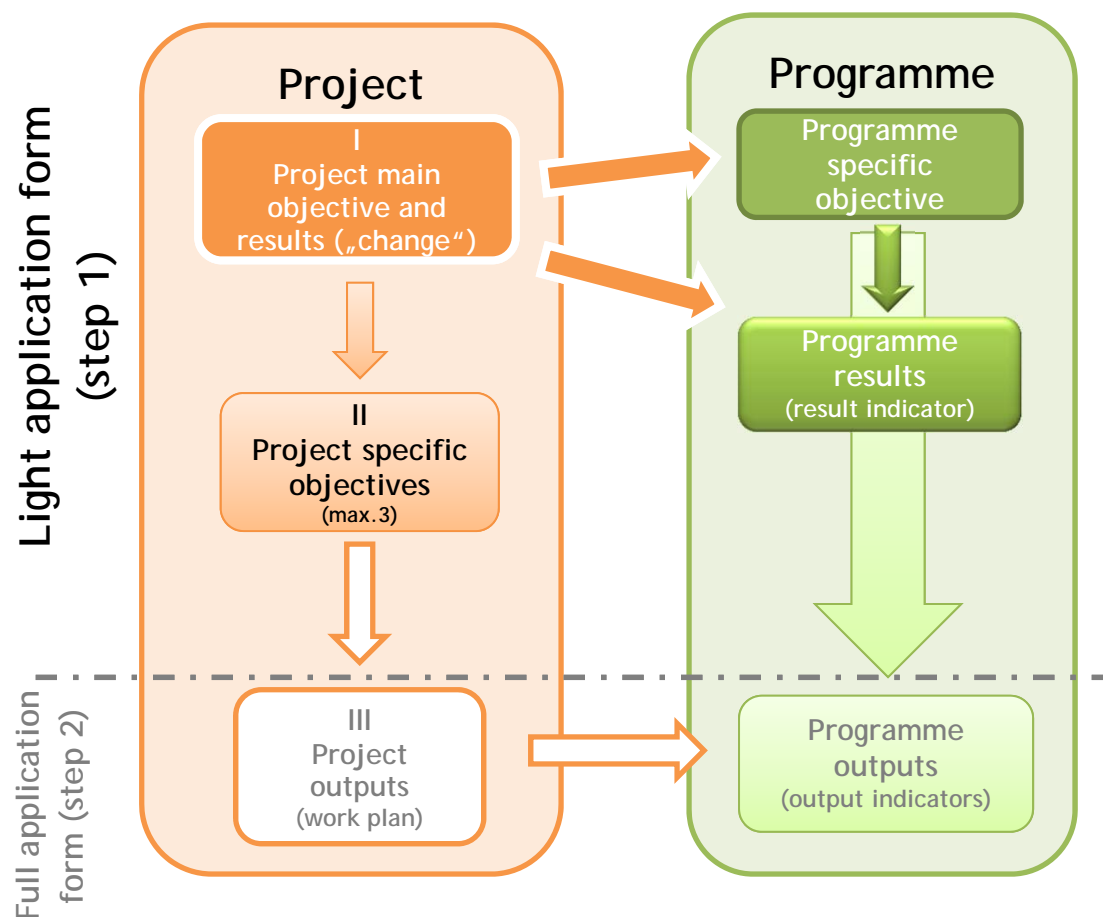 Light application form
(step 1)
Full application
form (step 2)
Project
I
Project main
objective and
results („change“)
II
Project specific
objectives
(max.3)
III
Project
outputs
(work plan)
Programme
Programme
specific
objective
Programme
results
(result indicator)
Programme
outputs
(output indicators)